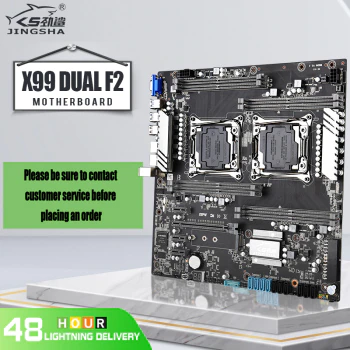 KS劲鲨
JINGSHA
X99 DUAL F2
MOTHERBOARD
Please be sure to contact
customer service before
placing an order
48 HOUR
LIGHTNING DELIVERY